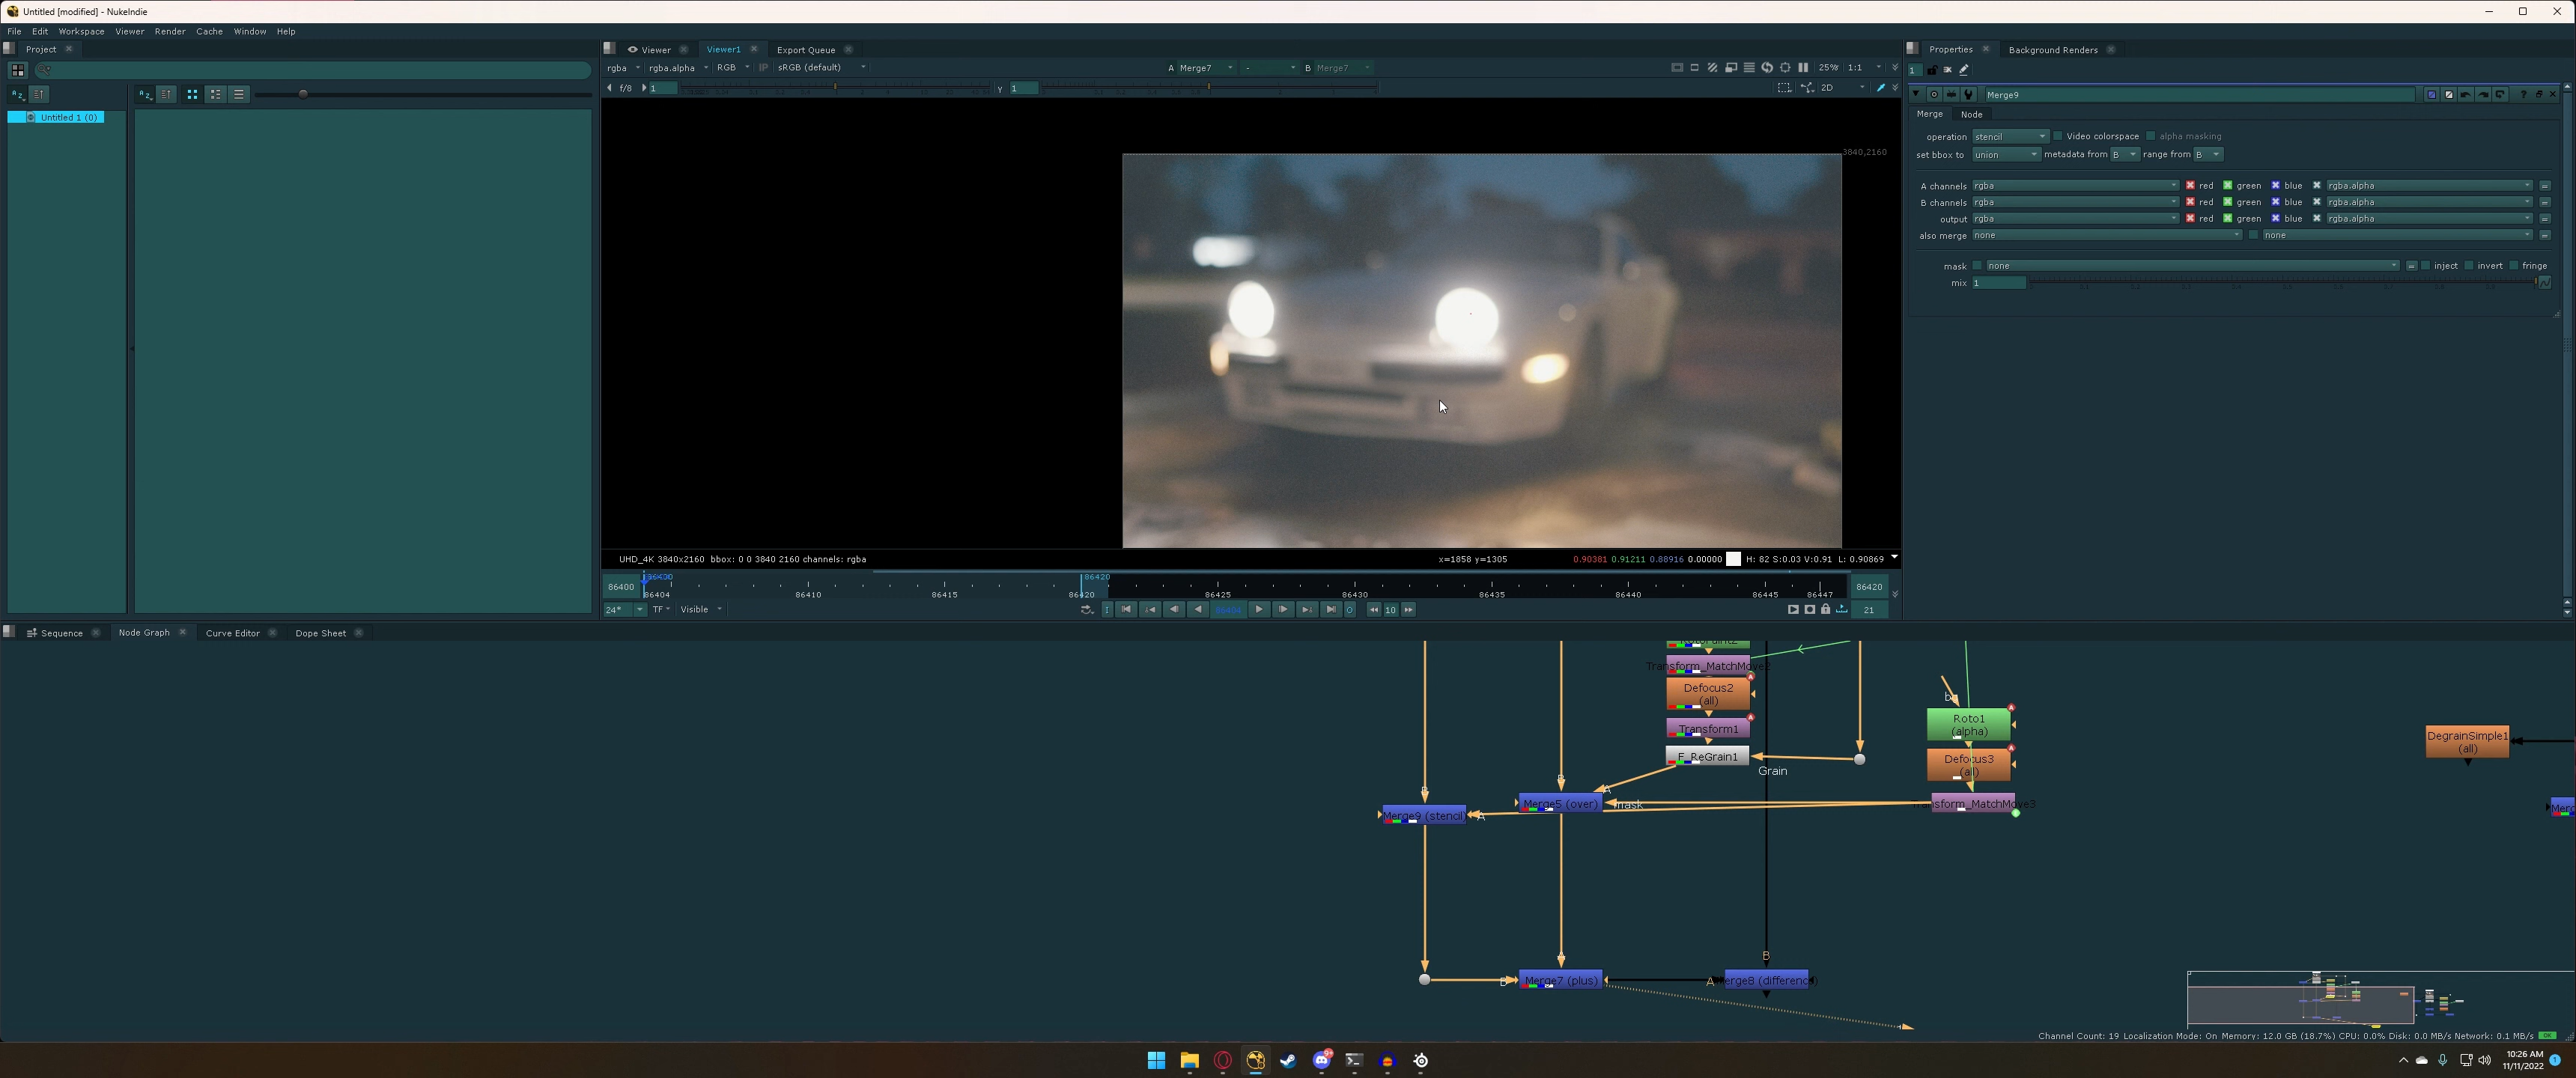 Untitled [modified] - NukeIndie
File Edit Workspace Viewer Render Cache Window Help
Project
Viewer Viewer1 Export Queue
Properties Background Renders
rgba rgba.alpha RGB IP sRGB (default) A Merge7 - B Merge7 25% 1:1
f/8 1 Y 1 2D
1
Untitled 1 (0)
Merge9
Merge Node
operation stencil Video colorspace alpha masking
set bbox to union metadata from B range from B
A channels rgba red green blue rgba.alpha
B channels rgba red green blue rgba.alpha
output rgba red green blue rgba.alpha
also merge none none
mask none inject invert fringe
mix 1
3840,2160
UHD_4K 3840x2160 bbox: 0 0 3840 2160 channels: rgba x=1858 y=1305 0.90381 0.91211 0.88916 0.00000 H: 82 S:0.03 V:0.91 L: 0.90869
86400 86420 86420
86404 86410 86415 86420 86425 86430 86435 86440 86445 86447
24* TF Visible 86404 10 21
Sequence Node Graph Curve Editor Dope Sheet
Transform_MatchMove2
Defocus2
(all)
Transform1
F_ReGrain1
Grain
Roto1
(alpha)
Defocus3
(all)
DegrainSimple1
(all)
B
B
A
Merge9 (stencil)
A
Merge5 (over)
mask
A
B
B
Merge7 (plus)
A
Channel Count: 19 Localization Mode: On Memory: 12.0 GB (18.7%) CPU: 0.0% Disk: 0.0 MB/s Network: 0.1 MB/s
10:26 AM
11/11/2022